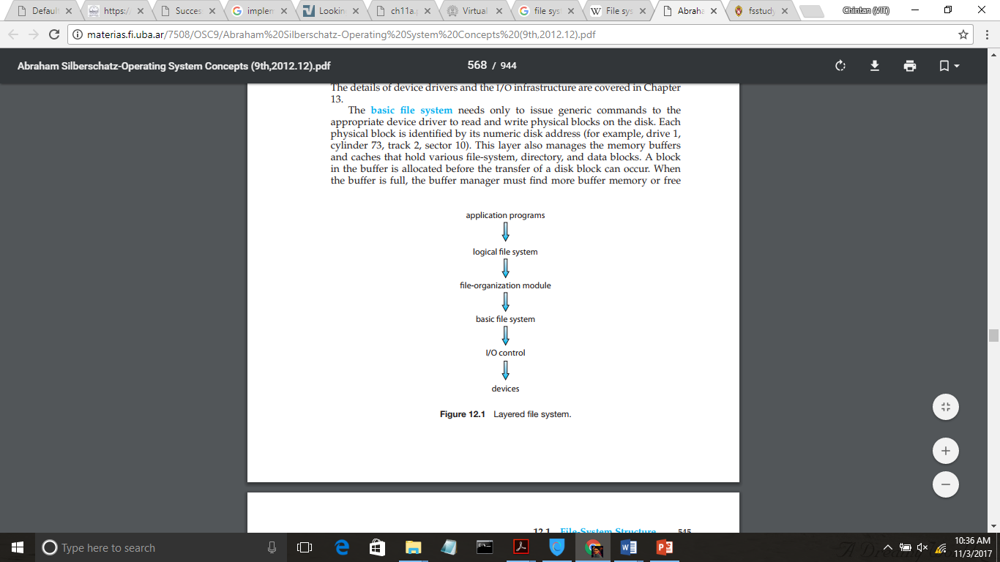 Default
https:/
Succes
implen
Lookin
ch11a.
Virtual
file sys
File sys
Abraha
fsstudy
Chintan (VIT)
materias.fi.uba.ar/7508/OSC9/Abraham%20Silberschatz-Operating%20System%20Concepts%20(9th,2012.12).pdf
Abraham Silberschatz-Operating System Concepts (9th,2012.12).pdf
568 / 944
The details of device drivers and the I/O infrastructure are covered in Chapter
13.
The basic file system needs only to issue generic commands to the
appropriate device driver to read and write physical blocks on the disk. Each
physical block is identified by its numeric disk address (for example, drive 1,
cylinder 73, track 2, sector 10). This layer also manages the memory buffers
and caches that hold various file-system, directory, and data blocks. A block
in the buffer is allocated before the transfer of a disk block can occur. When
the buffer is full, the buffer manager must find more buffer memory or free
application programs
logical file system
file-organization module
basic file system
I/O control
devices
Figure 12.1 Layered file system.
12.1 File-System Structure 545
Type here to search
10:36 AM
11/3/2017